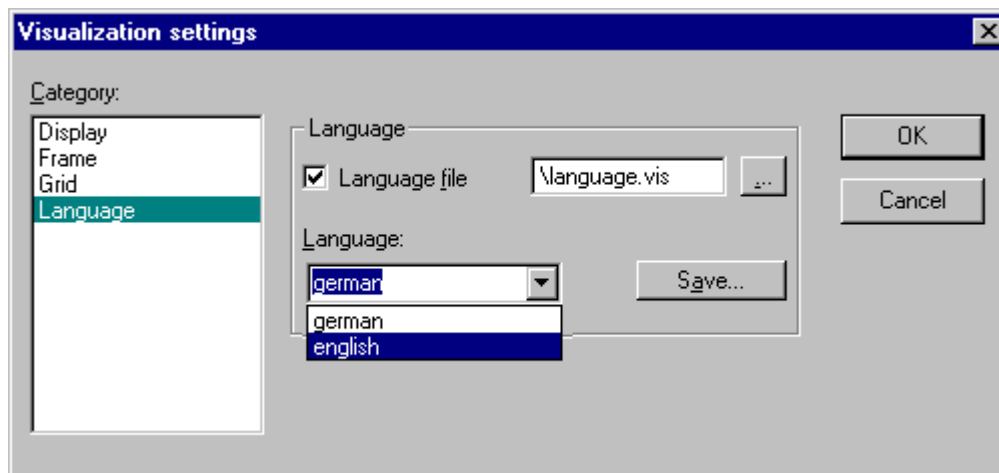 Visualization settings
Category:
Display
Frame
Grid
Language
Language
Language file
\language.vis
...
Language:
german
german
english
Save...
OK
Cancel